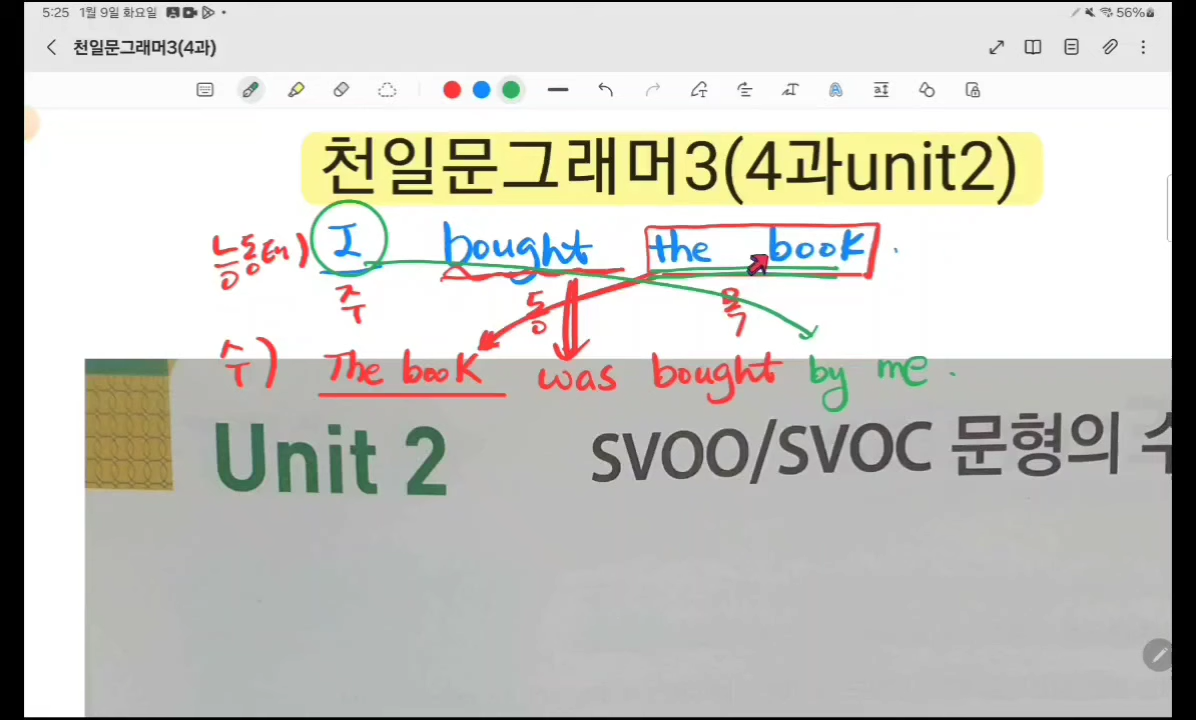 5:25 1월 9일 화요일 56%
천일문그래머3(4과)
천일문그래머3(4과unit2)
능동태) I bought the book .
주 동 목
수) The book was bought by me .
Unit 2 SVOO/SVOC 문형의